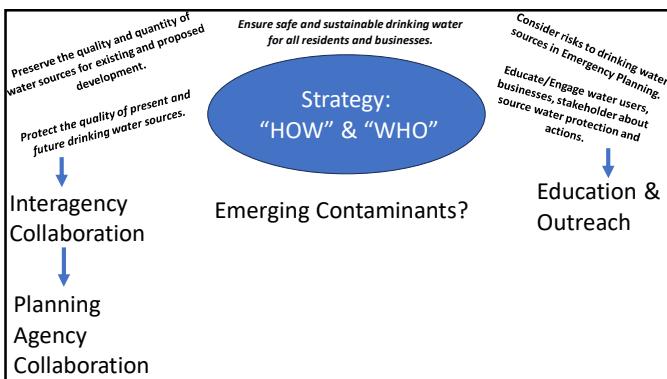 Ensure safe and sustainable drinking water
for all residents and businesses.
Preserve the quality and quantity of
water sources for existing and proposed
development.
Protect the quality of present and
future drinking water sources.
Strategy:
“HOW” & “WHO”
Consider risks to drinking water
sources in Emergency Planning.
Educate/Engage water users,
businesses, stakeholder about
source water protection and
actions.
Interagency
Collaboration
Emerging Contaminants?
Education &
Outreach
Planning
Agency
Collaboration